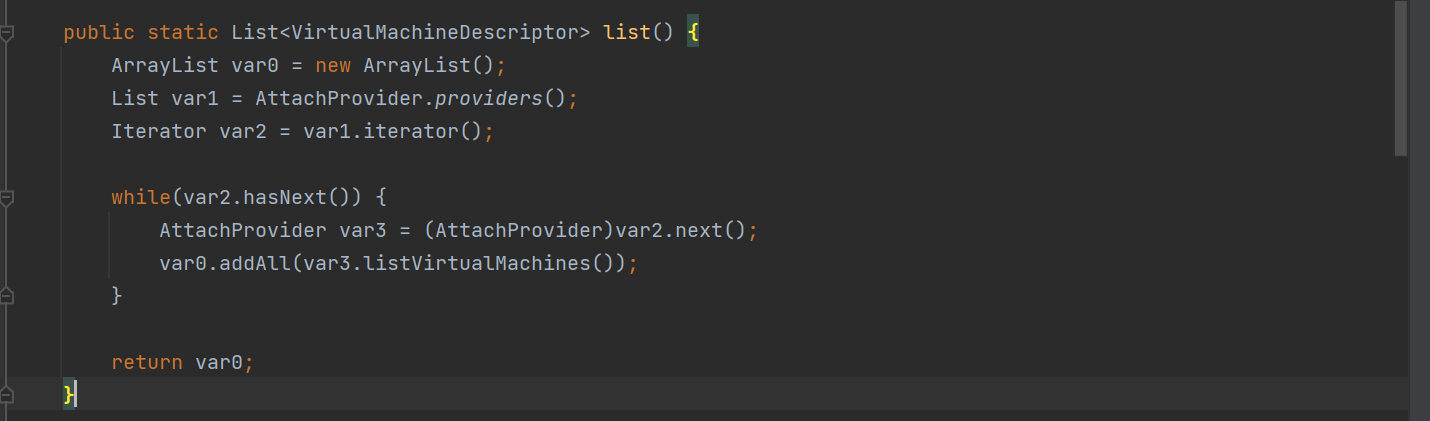 public static List<VirtualMachineDescriptor> list() {
ArrayList var0 = new ArrayList();
List var1 = AttachProvider.providers();
Iterator var2 = var1.iterator();
while(var2.hasNext()) {
AttachProvider var3 = (AttachProvider)var2.next();
var0.addAll(var3.listVirtualMachines());
}
return var0;
}